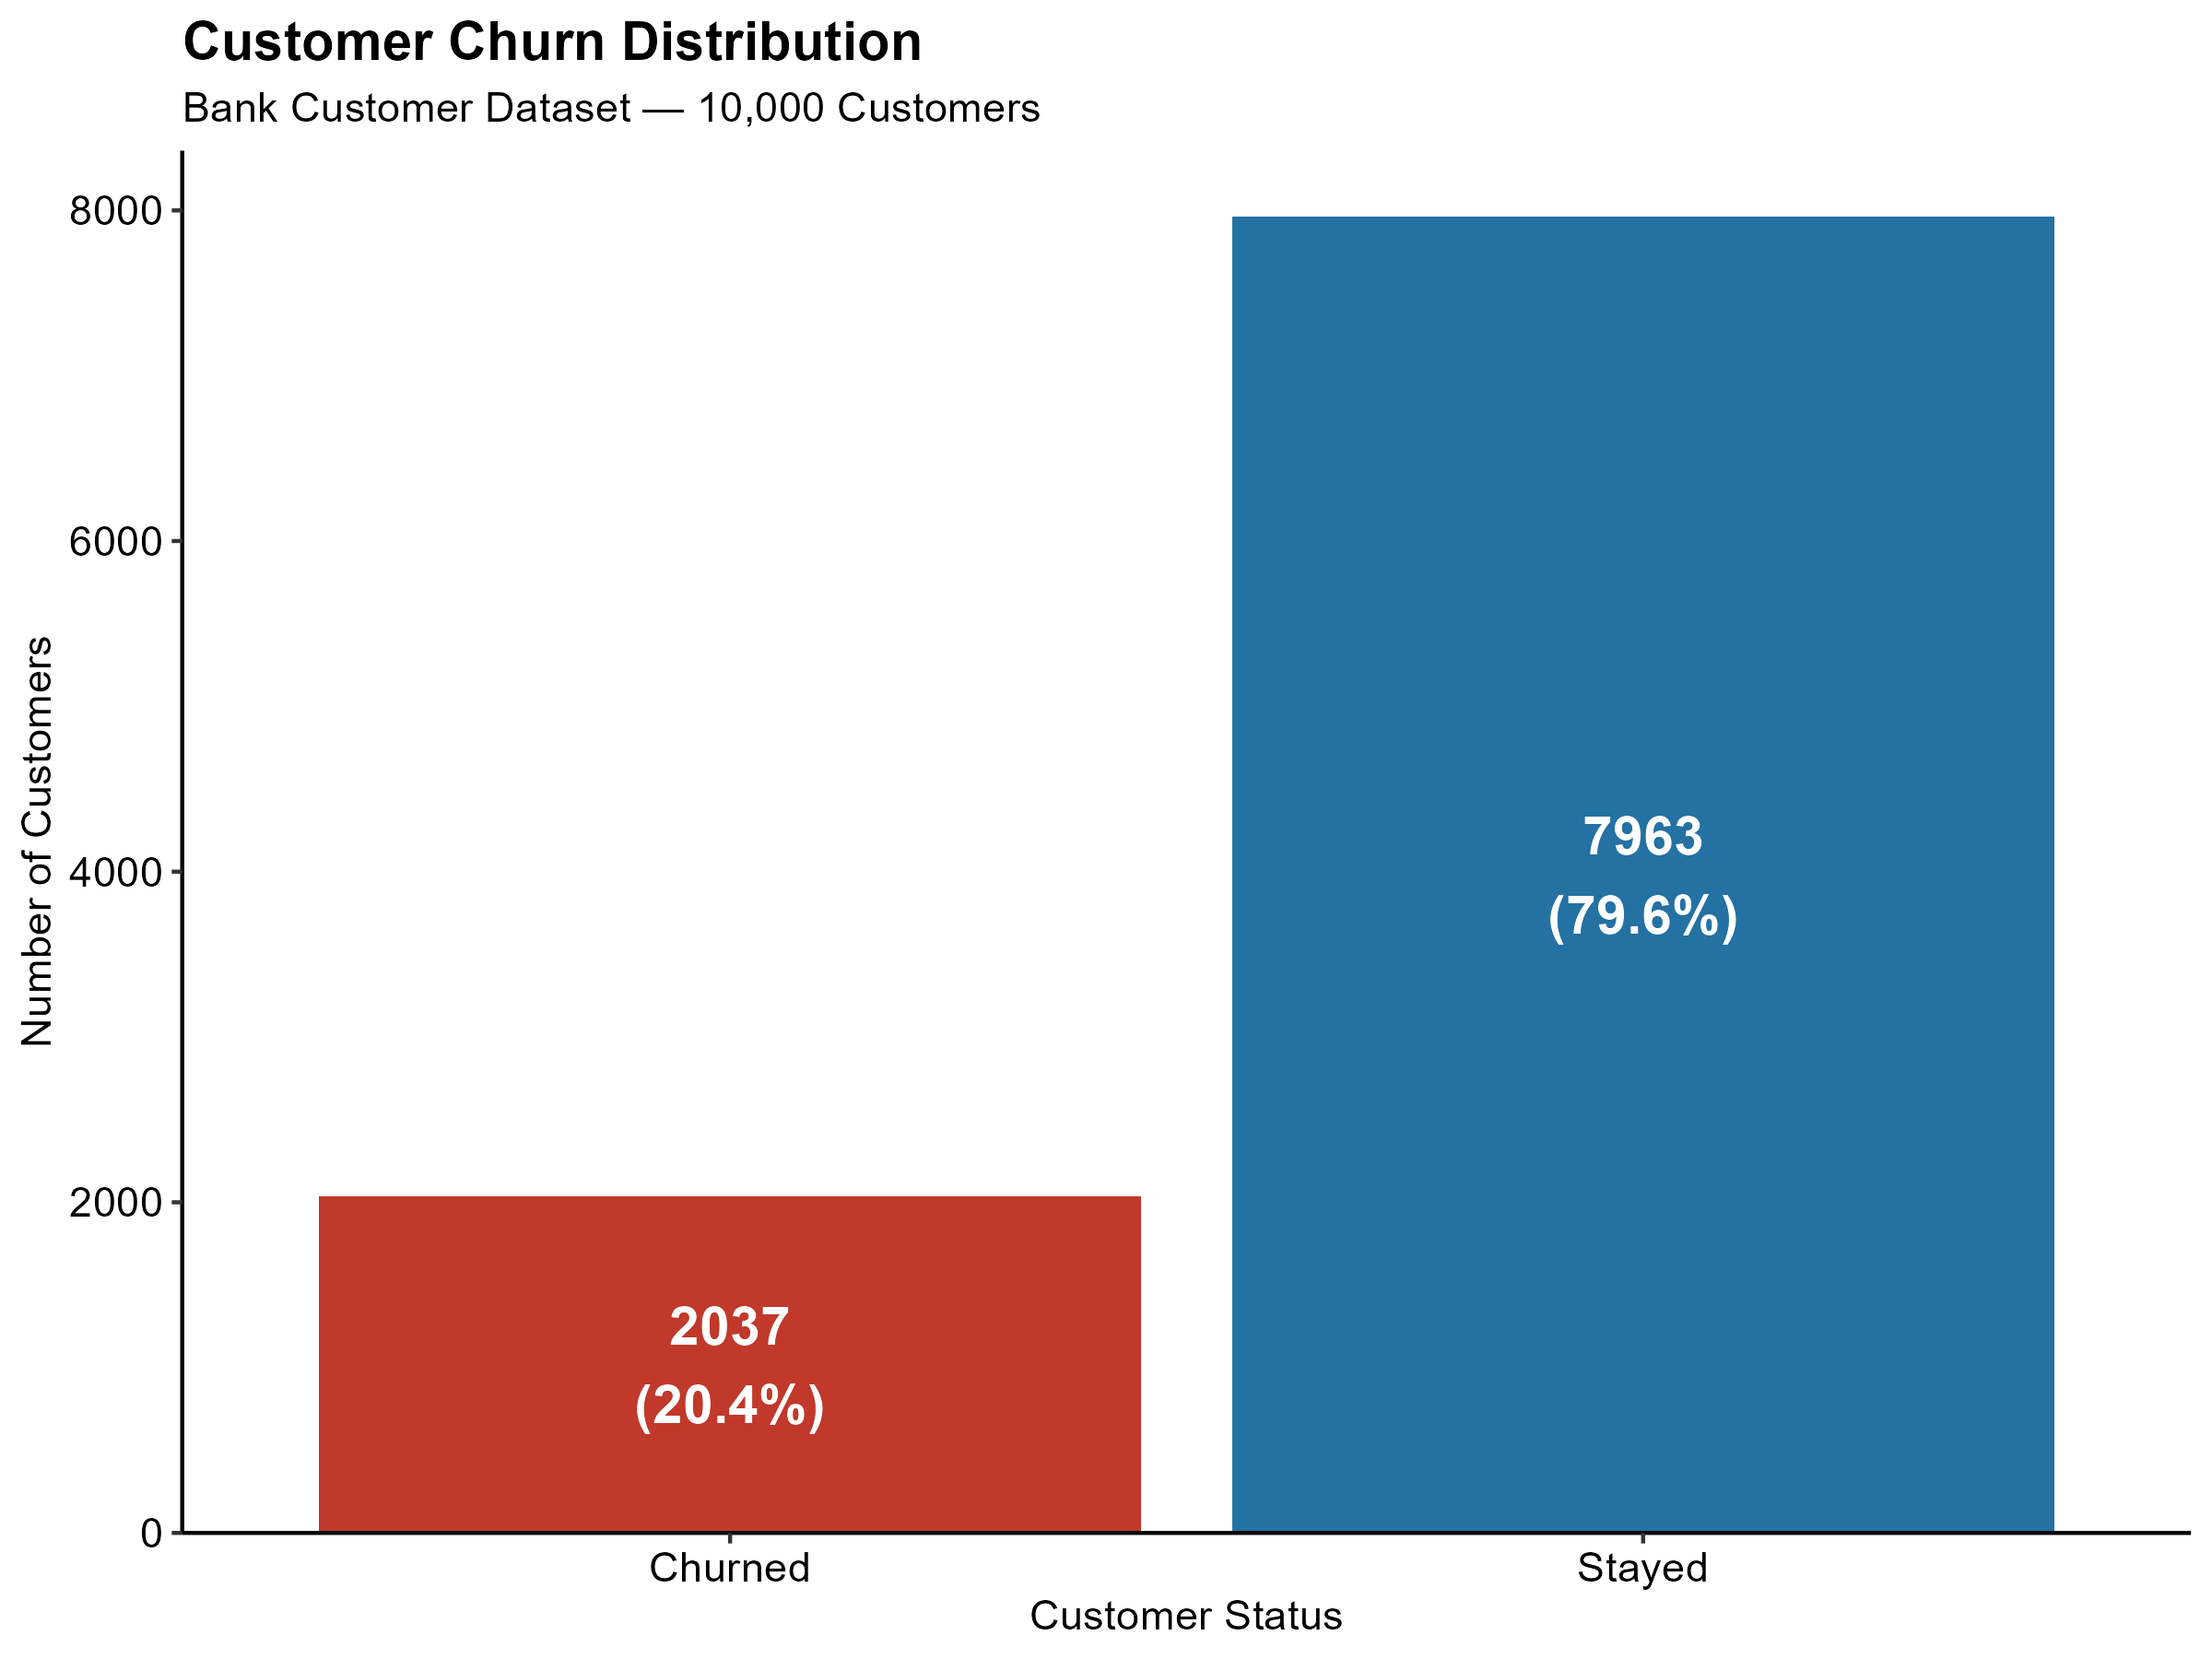 Customer Churn Distribution
Bank Customer Dataset — 10,000 Customers
Number of Customers
8000
6000
4000
2000
0
7963
(79.6%)
2037
(20.4%)
Churned
Stayed
Customer Status